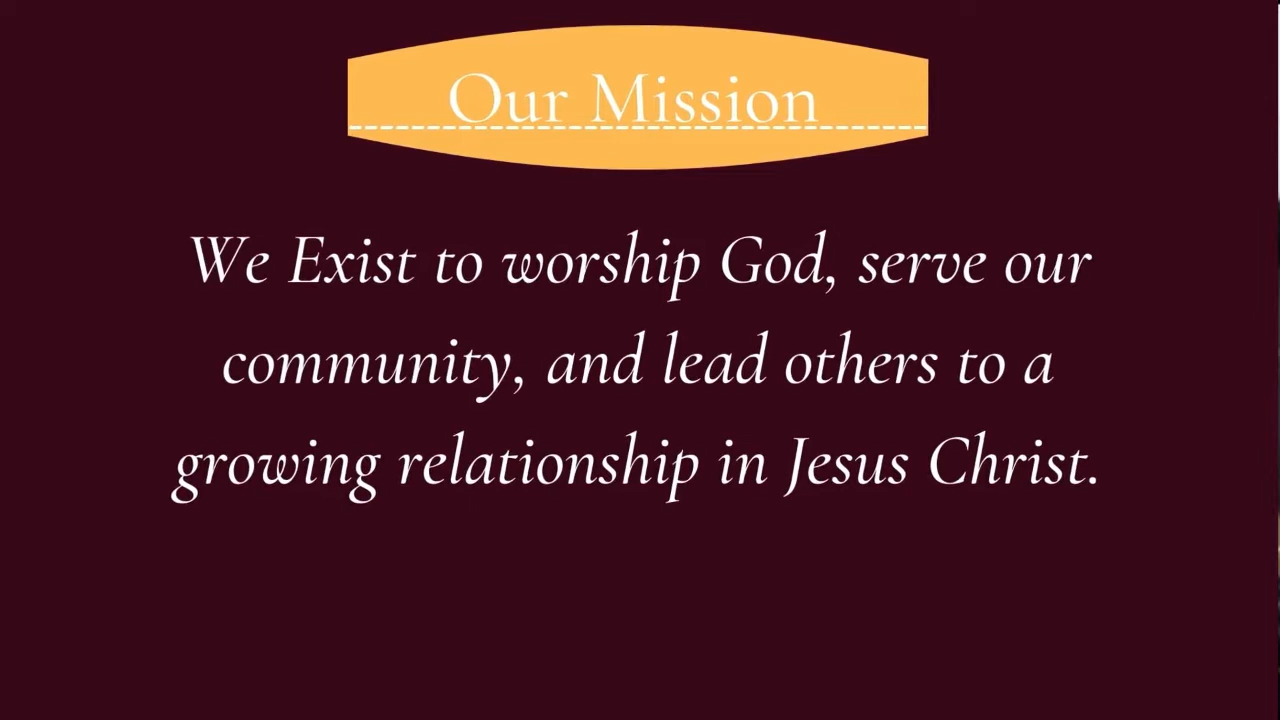 Our Mission
We Exist to worship God, serve our
community, and lead others to a
growing relationship in Jesus Christ.